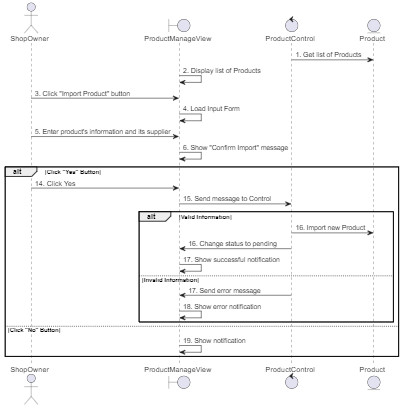 ShopOwner ProductManageView ProductControl Product
1. Get list of Products
2. Display list of Products
3. Click "Import Product" button
4. Load Input Form
5. Enter product's information and its supplier
6. Show "Confirm Import" message
alt [Click "Yes" Button]
14. Click Yes
15. Send message to Control
alt [Valid Information]
16. Import new Product
16. Change status to pending
17. Show successful notification
[Invalid Information]
17. Send error message
18. Show error notification
[Click "No" Button]
19. Show notification
ShopOwner ProductManageView ProductControl Product